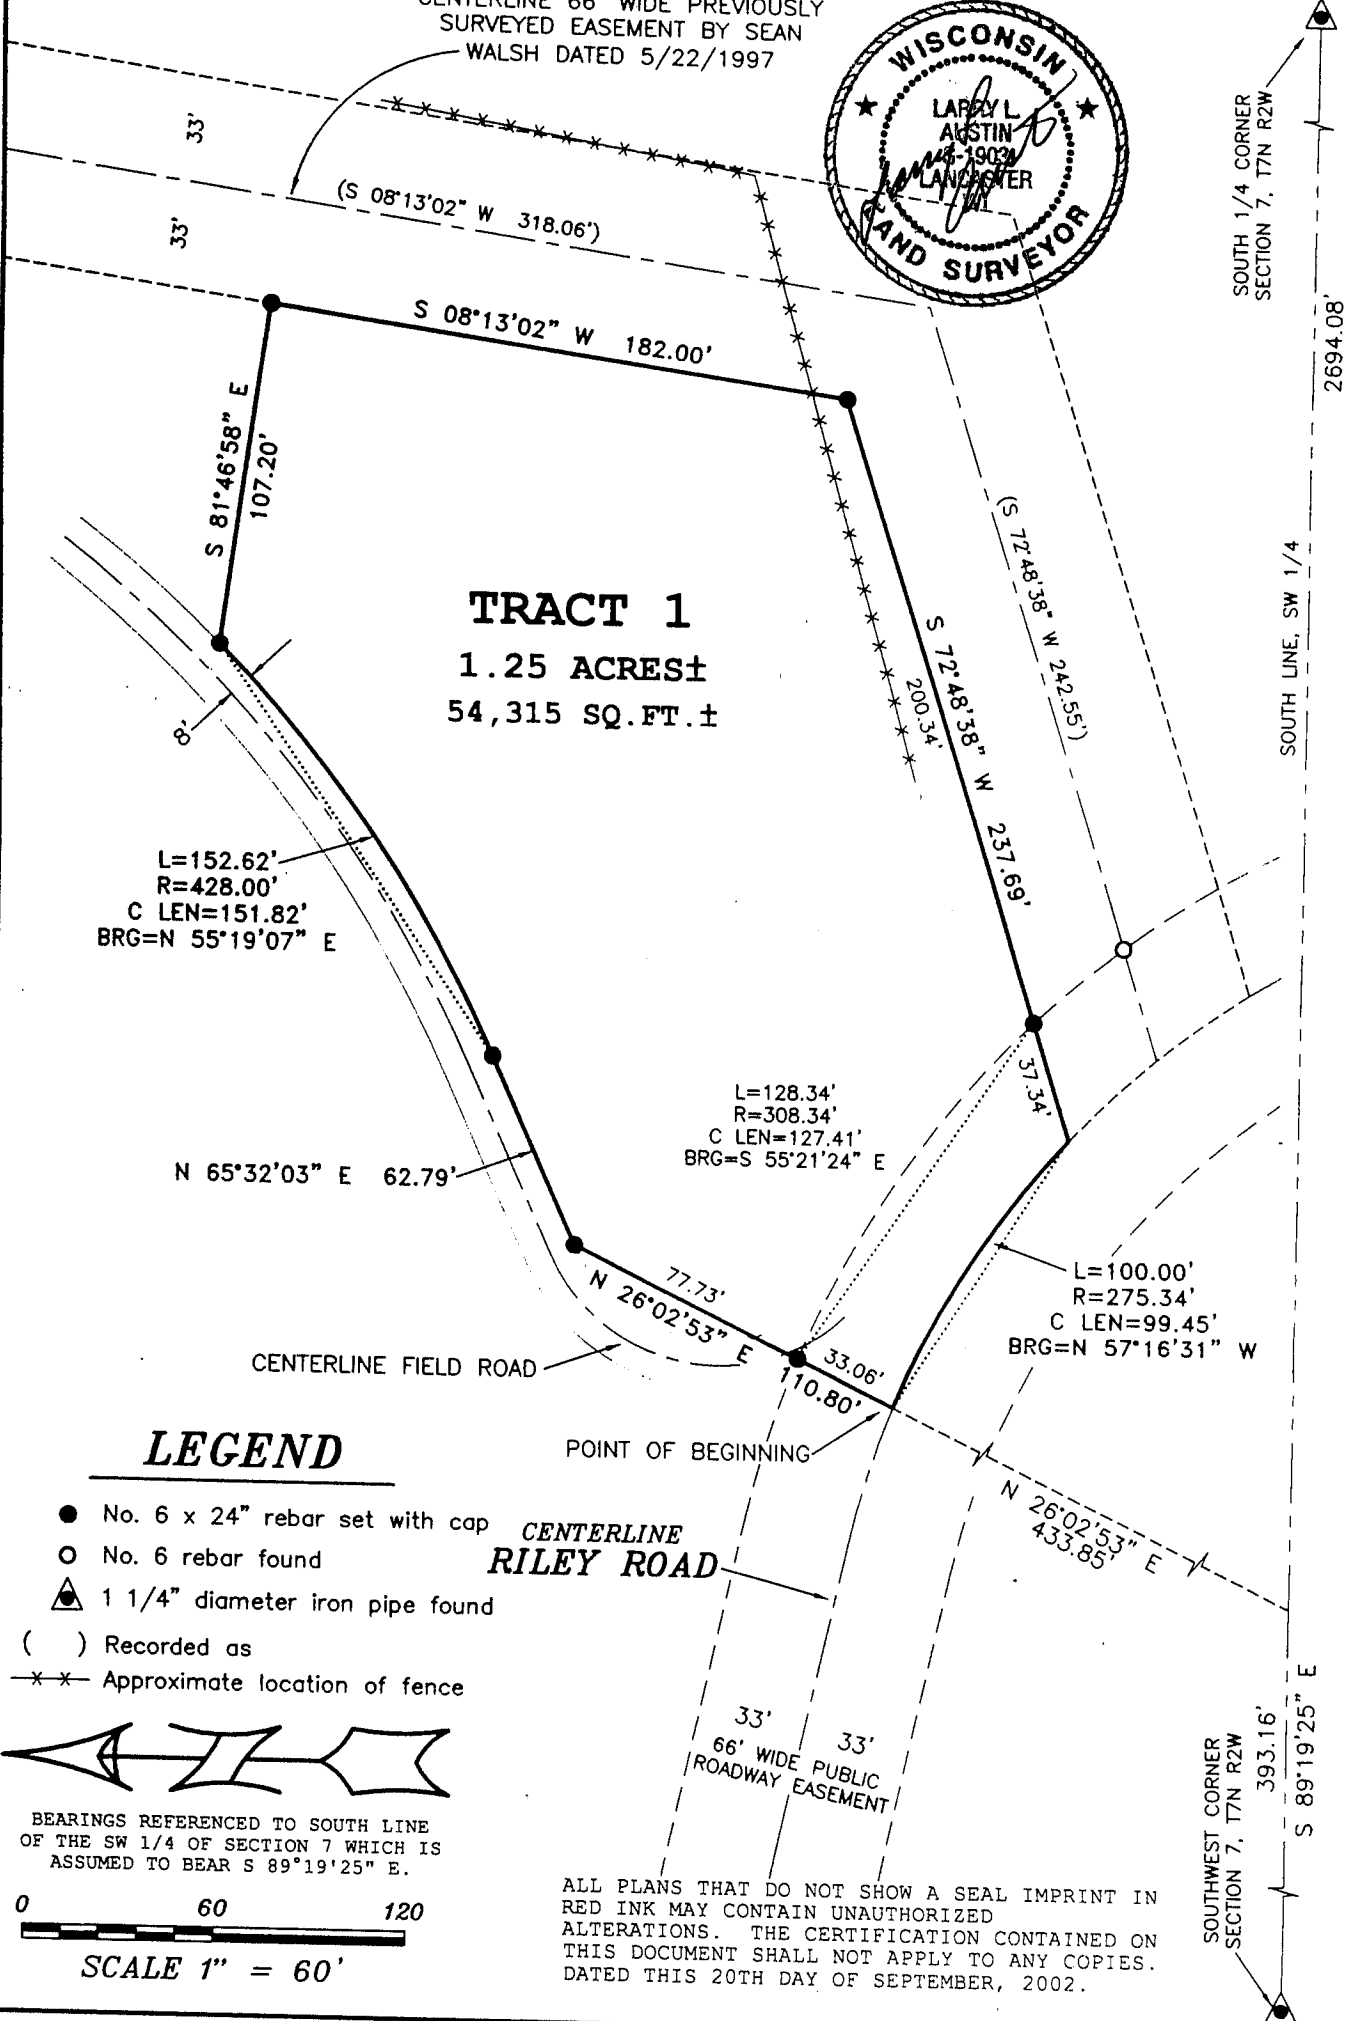 CENTERLINE 66' WIDE PREVIOUSLY
SURVEYED EASEMENT BY SEAN
WALSH DATED 5/22/1997
WISCONSIN
LARRY L.
AUSTIN
S-1903
LANCASTER
WI
LAND SURVEYOR
SOUTH 1/4 CORNER
SECTION 7, T7N R2W
2694.08'
33'
33'
(S 08°13'02" W 318.06')
S 08°13'02" W 182.00'
S 81°46'58" E
107.20'
TRACT 1
1.25 ACRES±
54,315 SQ.FT.±
(S 72°48'38" W 242.55')
S 72°48'38" W 237.69'
200.34'
SOUTH LINE, SW 1/4
8'
L=152.62'
R=428.00'
C LEN=151.82'
BRG=N 55°19'07" E
37.34'
L=128.34'
R=308.34'
C LEN=127.41'
BRG=S 55°21'24" E
N 65°32'03" E 62.79'
77.73'
N 26°02'53" E
110.80'
33.06'
L=100.00'
R=275.34'
C LEN=99.45'
BRG=N 57°16'31" W
CENTERLINE FIELD ROAD
POINT OF BEGINNING
N 26°02'53" E
433.85'
LEGEND
No. 6 x 24" rebar set with cap
No. 6 rebar found
1 1/4" diameter iron pipe found
( ) Recorded as
Approximate location of fence
CENTERLINE
RILEY ROAD
33'
33'
66' WIDE PUBLIC
ROADWAY EASEMENT
393.16'
S 89°19'25" E
SOUTHWEST CORNER
SECTION 7, T7N R2W
BEARINGS REFERENCED TO SOUTH LINE
OF THE SW 1/4 OF SECTION 7 WHICH IS
ASSUMED TO BEAR S 89°19'25" E.
0 60 120
SCALE 1" = 60'
ALL PLANS THAT DO NOT SHOW A SEAL IMPRINT IN
RED INK MAY CONTAIN UNAUTHORIZED
ALTERATIONS. THE CERTIFICATION CONTAINED ON
THIS DOCUMENT SHALL NOT APPLY TO ANY COPIES.
DATED THIS 20TH DAY OF SEPTEMBER, 2002.